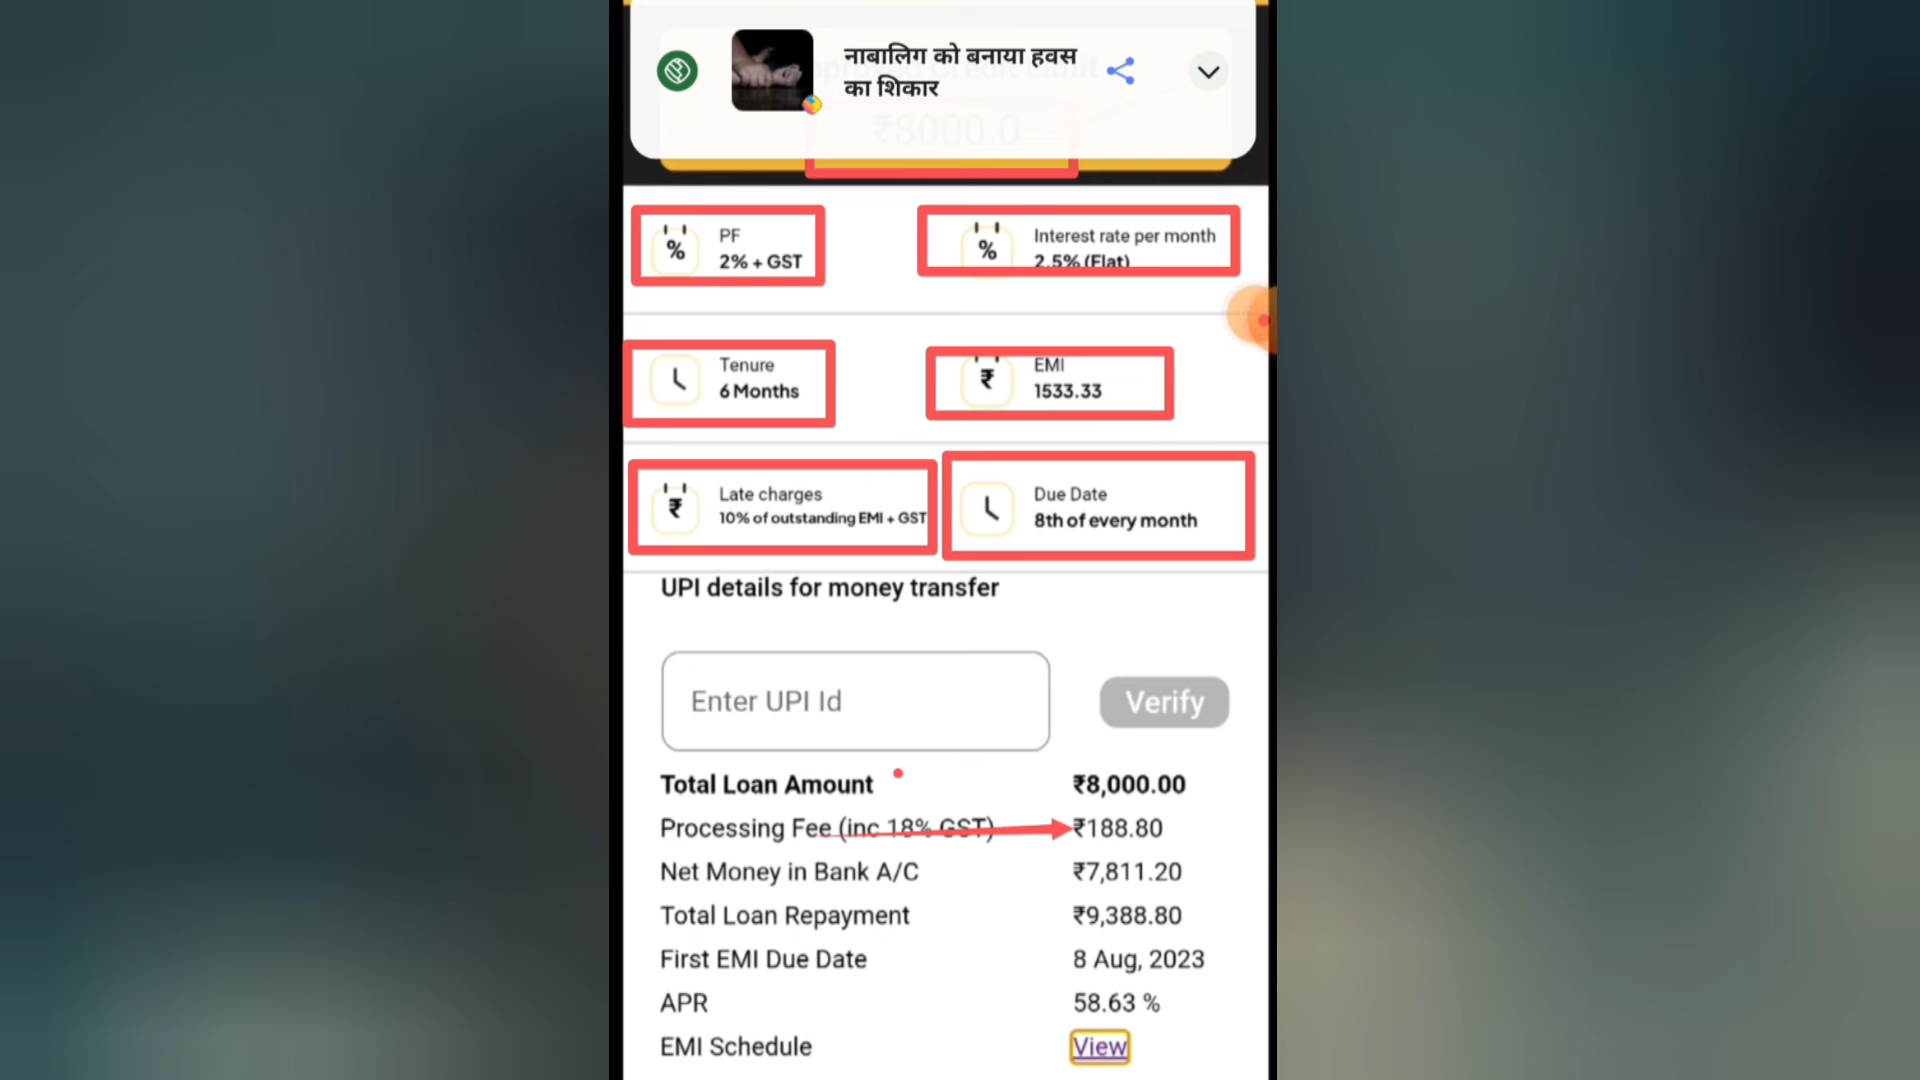 नाबालिग को बनाया हवस
का शिकार
₹8000.0
PF
2% + GST
Interest rate per month
2.5% (Flat)
Tenure
6 Months
EMI
1533.33
Late charges
10% of outstanding EMI + GST
Due Date
8th of every month
UPI details for money transfer
Enter UPI Id
Verify
Total Loan Amount ₹8,000.00
Processing Fee (inc 18% GST) ₹188.80
Net Money in Bank A/C ₹7,811.20
Total Loan Repayment ₹9,388.80
First EMI Due Date 8 Aug, 2023
APR 58.63 %
EMI Schedule View